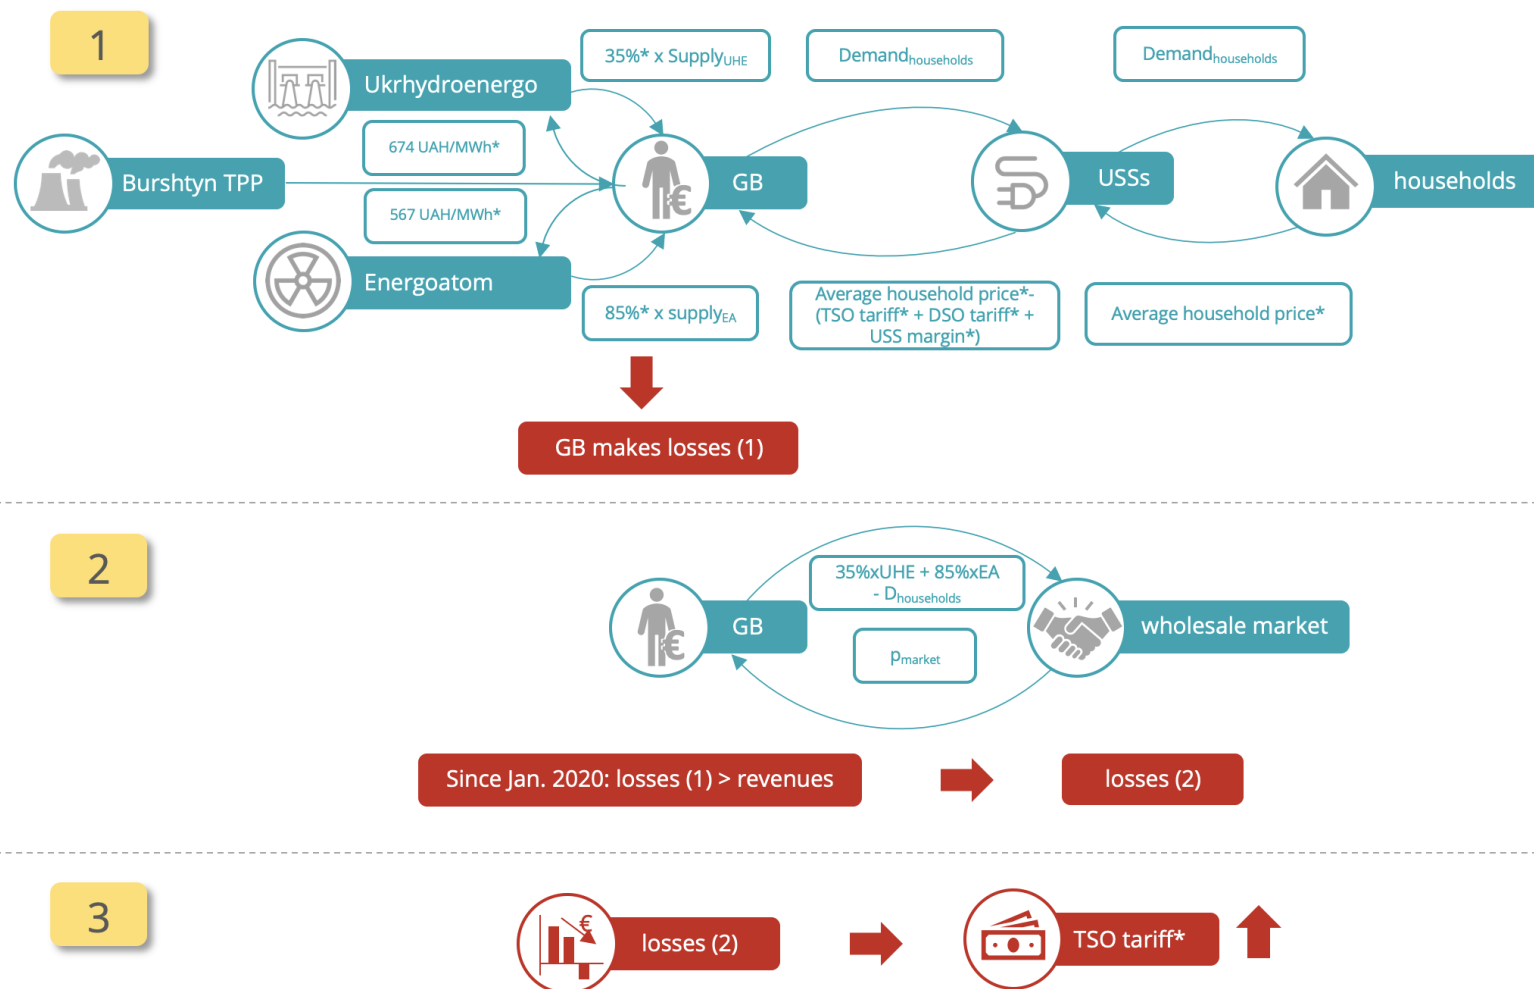 1
Ukrhydroenergo
35%* x SupplyUHE
Demandhouseholds
Demandhouseholds
674 UAH/MWh*
Burshtyn TPP
GB
USSs
households
567 UAH/MWh*
Energoatom
85%* x supplyEA
Average household price*-
(TSO tariff* + DSO tariff* +
USS margin*)
Average household price*
GB makes losses (1)
2
35%xUHE + 85%xEA
- Dhouseholds
GB
wholesale market
pmarket
Since Jan. 2020: losses (1) > revenues
losses (2)
3
€
losses (2)
TSO tariff*